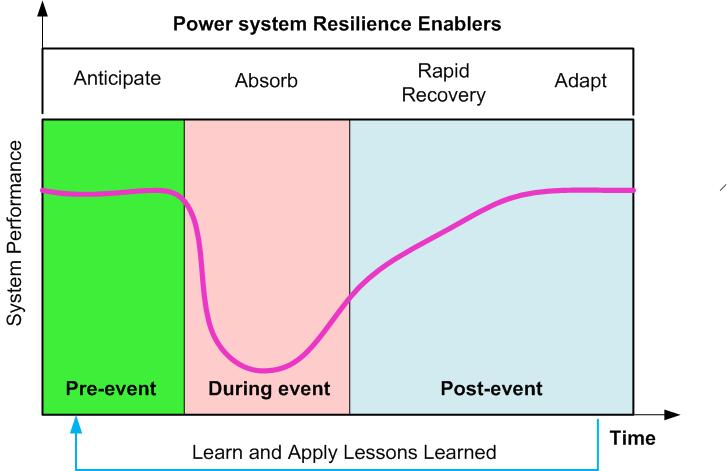 Power system Resilience Enablers
Anticipate
Absorb
Rapid
Recovery
Adapt
System Performance
Pre-event
During event
Post-event
Time
Learn and Apply Lessons Learned